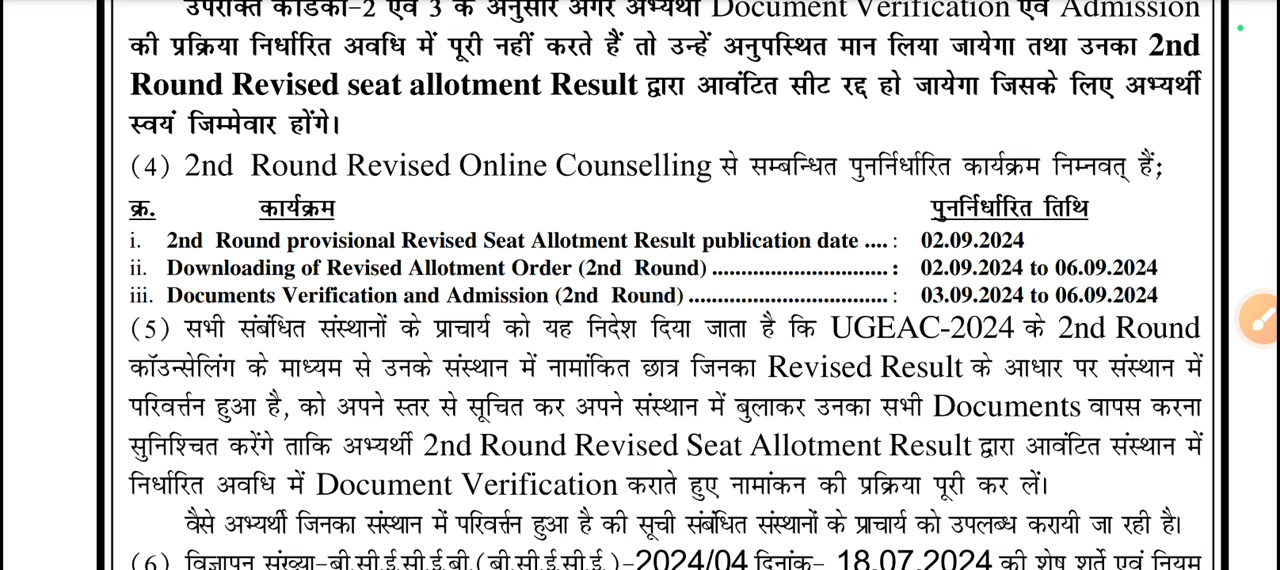 उपरोक्त कंडिका-2 एवं 3 के अनुसार अगर अभ्यर्थी Document Verification एवं Admission
की प्रक्रिया निर्धारित अवधि में पूरी नहीं करते हैं तो उन्हें अनुपस्थित मान लिया जायेगा तथा उनका 2nd
Round Revised seat allotment Result द्वारा आवंटित सीट रद्द हो जायेगा जिसके लिए अभ्यर्थी
स्वयं जिम्मेवार होंगे।
(4) 2nd Round Revised Online Counselling से सम्बन्धित पुनर्निर्धारित कार्यक्रम निम्नवत् हैं;
क्र. कार्यक्रम पुनर्निर्धारित तिथि
i. 2nd Round provisional Revised Seat Allotment Result publication date .... : 02.09.2024
ii. Downloading of Revised Allotment Order (2nd Round) ................................ : 02.09.2024 to 06.09.2024
iii. Documents Verification and Admission (2nd Round) .................................... : 03.09.2024 to 06.09.2024
(5) सभी संबंधित संस्थानों के प्राचार्य को यह निदेश दिया जाता है कि UGEAC-2024 के 2nd Round
कॉउन्सेलिंग के माध्यम से उनके संस्थान में नामांकित छात्र जिनका Revised Result के आधार पर संस्थान में
परिवर्त्तन हुआ है, को अपने स्तर से सूचित कर अपने संस्थान में बुलाकर उनका सभी Documents वापस करना
सुनिश्चित करेंगे ताकि अभ्यर्थी 2nd Round Revised Seat Allotment Result द्वारा आवंटित संस्थान में
निर्धारित अवधि में Document Verification कराते हुए नामांकन की प्रक्रिया पूरी कर लें।
वैसे अभ्यर्थी जिनका संस्थान में परिवर्त्तन हुआ है की सूची संबंधित संस्थानों के प्राचार्य को उपलब्ध करायी जा रही है।
(6) विज्ञापन संख्या-बी.सी.ई.सी.ई.बी.(बी.सी.ई.सी.ई.)-2024/04 दिनांक- 18.07.2024 की शेष शर्ते एवं नियम